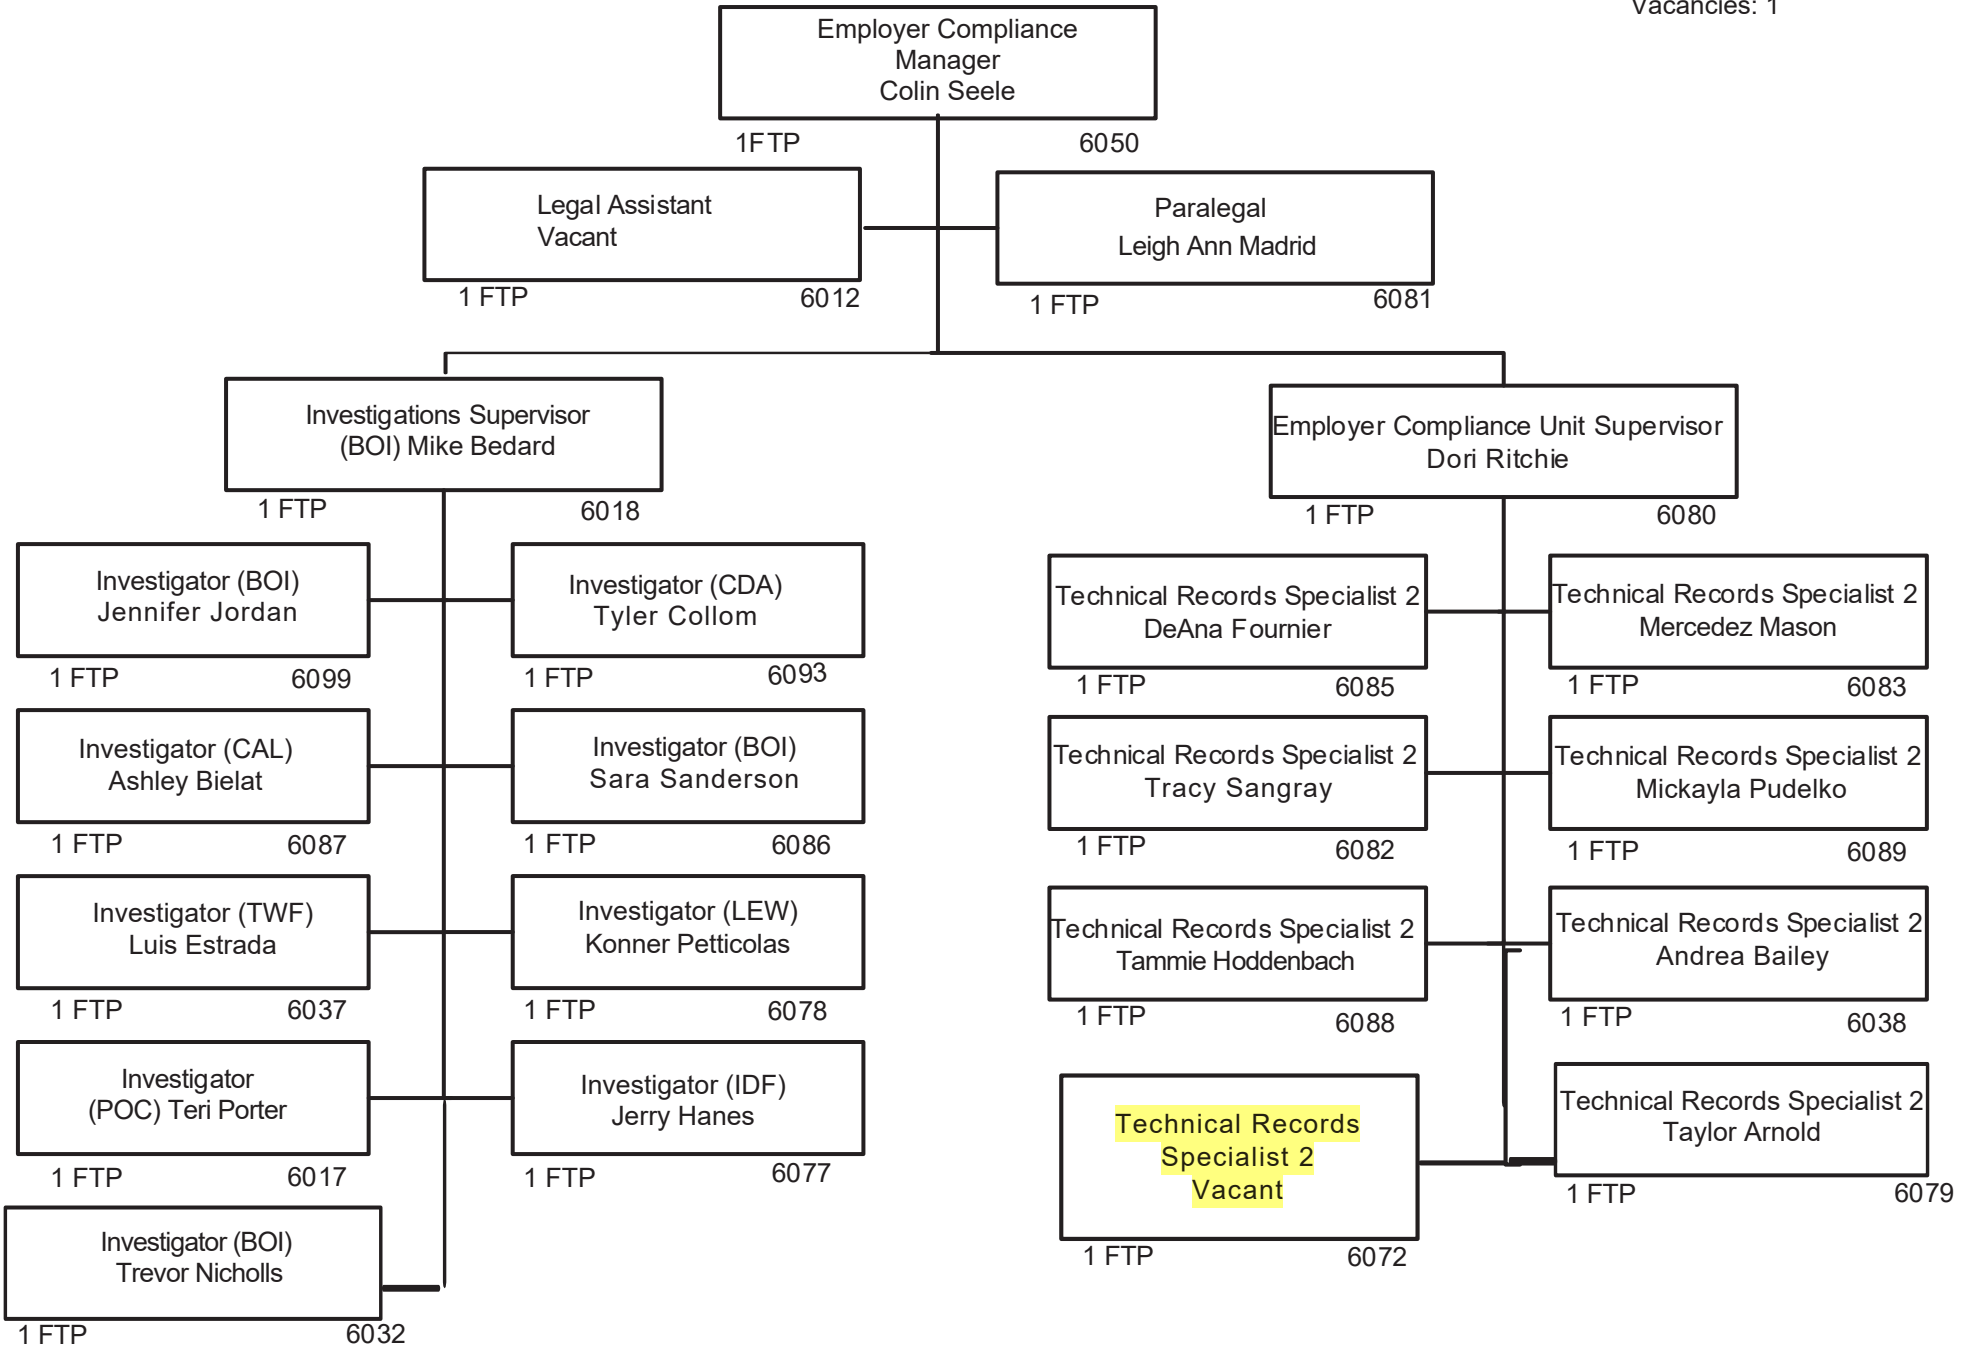 Vacancies: 1
Employer Compliance
Manager
Colin Seele
1FTP 6050
Legal Assistant
Vacant
1 FTP 6012
Paralegal
Leigh Ann Madrid
1 FTP 6081
Investigations Supervisor
(BOI) Mike Bedard
1 FTP 6018
Employer Compliance Unit Supervisor
Dori Ritchie
1 FTP 6080
Investigator (BOI)
Jennifer Jordan
1 FTP 6099
Investigator (CDA)
Tyler Collom
1 FTP 6093
Investigator (CAL)
Ashley Bielat
1 FTP 6087
Investigator (BOI)
Sara Sanderson
1 FTP 6086
Investigator (TWF)
Luis Estrada
1 FTP 6037
Investigator (LEW)
Konner Petticolas
1 FTP 6078
Investigator
(POC) Teri Porter
1 FTP 6017
Investigator (IDF)
Jerry Hanes
1 FTP 6077
Investigator (BOI)
Trevor Nicholls
1 FTP 6032
Technical Records Specialist 2
DeAna Fournier
1 FTP 6085
Technical Records Specialist 2
Mercedez Mason
1 FTP 6083
Technical Records Specialist 2
Tracy Sangray
1 FTP 6082
Technical Records Specialist 2
Mickayla Pudelko
1 FTP 6089
Technical Records Specialist 2
Tammie Hoddenbach
1 FTP 6088
Technical Records Specialist 2
Andrea Bailey
1 FTP 6038
Technical Records
Specialist 2
Vacant
1 FTP 6072
Technical Records Specialist 2
Taylor Arnold
1 FTP 6079